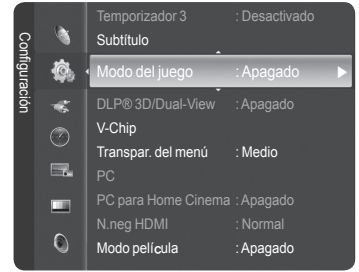 Configuración
Temporizador 3 : Desactivado
Subtítulo
Modo del juego : Apagado
DLP® 3D/Dual-View : Apagado
V-Chip
Transpar. del menú : Medio
PC
PC para Home Cinema : Apagado
N.neg HDMI : Normal
Modo película : Apagado